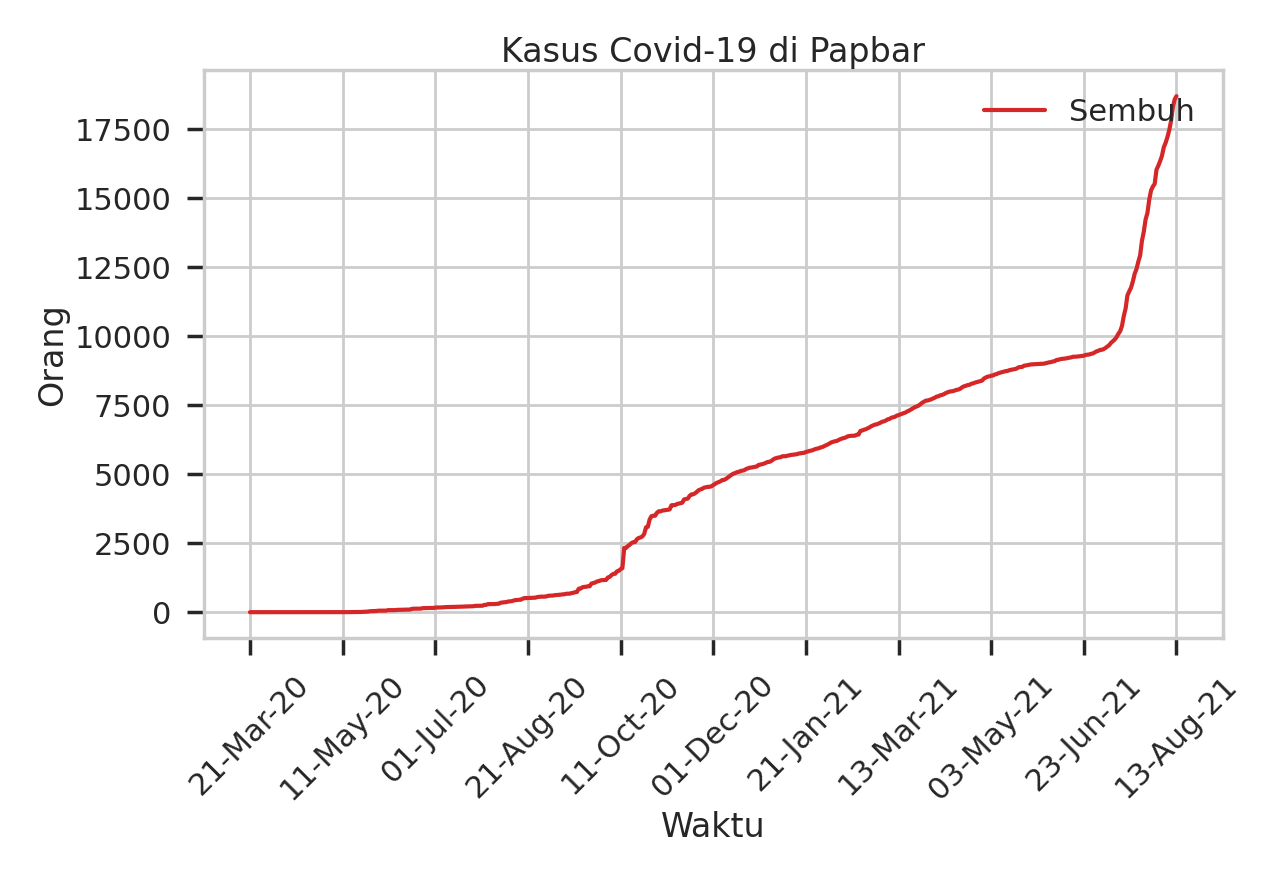 Kasus Covid-19 di Papbar
Sembuh
17500
15000
12500
10000
7500
5000
2500
0
Orang
21-Mar-20
11-May-20
01-Jul-20
21-Aug-20
11-Oct-20
01-Dec-20
21-Jan-21
13-Mar-21
03-May-21
23-Jun-21
13-Aug-21
Waktu